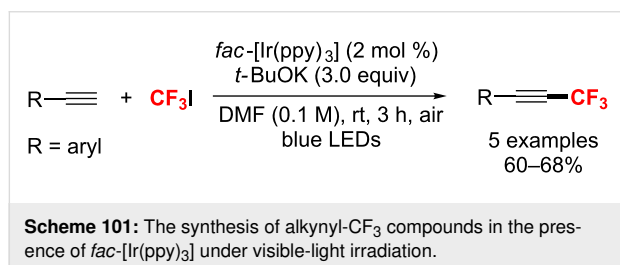 fac-[Ir(ppy)3] (2 mol %)
t-BuOK (3.0 equiv)
R + CF3I R CF3
DMF (0.1 M), rt, 3 h, air
blue LEDs
R = aryl
5 examples
60–68%
Scheme 101: The synthesis of alkynyl-CF3 compounds in the pres-
ence of fac-[Ir(ppy)3] under visible-light irradiation.